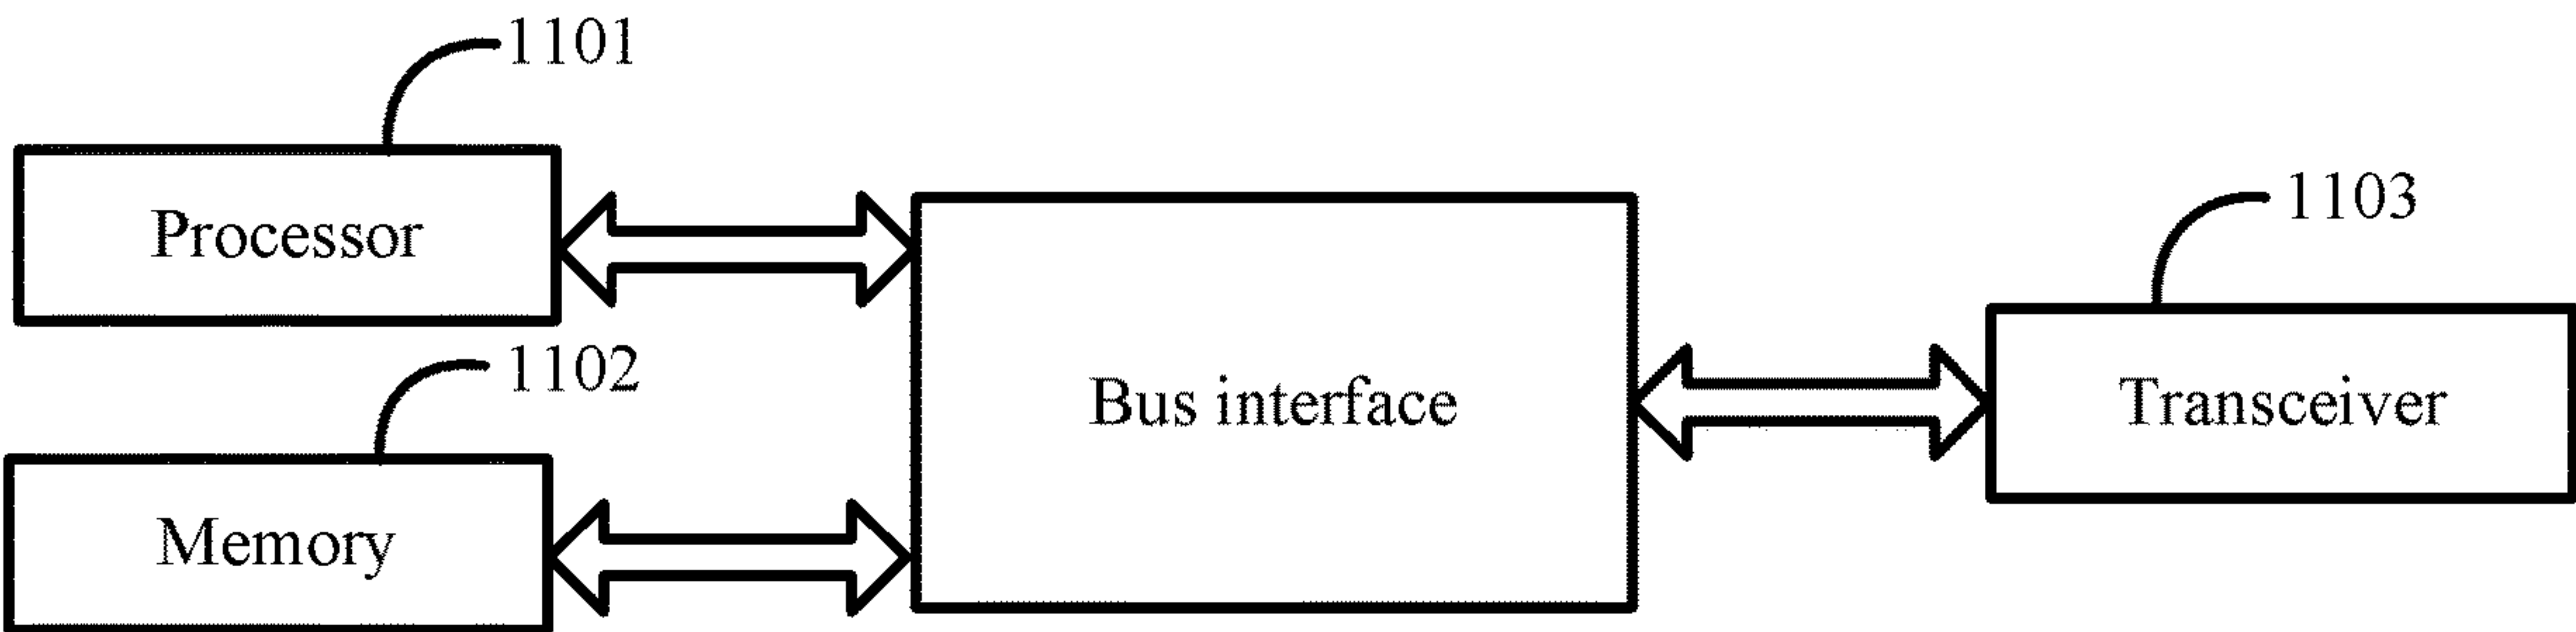 1101
Processor
1103
1102
Bus interface
Transceiver
Memory